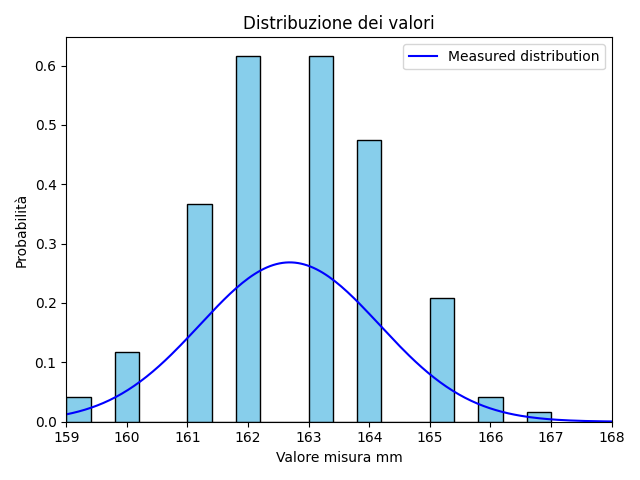 Distribuzione dei valori
Measured distribution
Probabilità
0.6
0.5
0.4
0.3
0.2
0.1
0.0
159 160 161 162 163 164 165 166 167 168
Valore misura mm